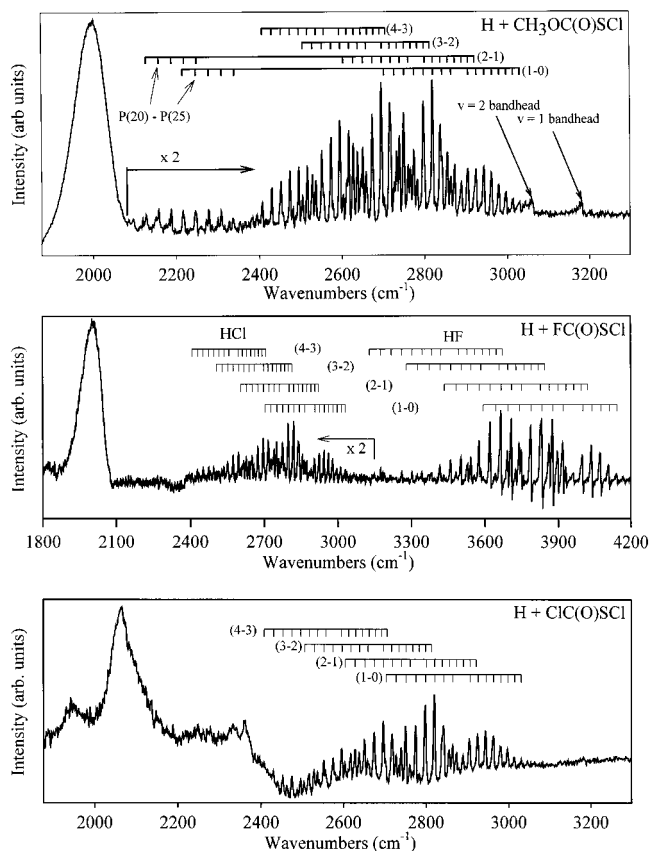 H + CH3OC(O)SCl
(4-3)
(3-2)
(2-1)
(1-0)
P(20) - P(25)
v = 2 bandhead
v = 1 bandhead
x 2
Intensity (arb units)
2000 2200 2400 2600 2800 3000 3200
Wavenumbers (cm-1)
H + FC(O)SCl
HCl HF
(4-3)
(3-2)
(2-1)
(1-0)
x 2
Intensity (arb. units)
1800 2100 2400 2700 3000 3300 3600 3900 4200
Wavenumbers (cm-1)
H + ClC(O)SCl
(4-3)
(3-2)
(2-1)
(1-0)
Intensity (arb. units)
2000 2200 2400 2600 2800 3000 3200
Wavenumbers (cm-1)